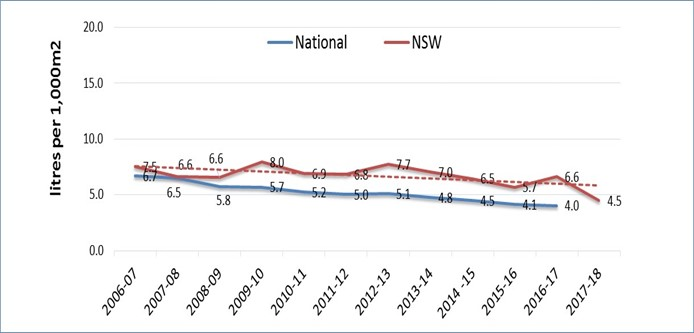 20.0
National NSW
15.0
10.0
5.0
0.0
litres per 1,000m2
7.5 6.6 6.6 8.0 6.9 6.8 7.7 7.0 6.5 5.7 6.6 4.5
6.7 6.5 5.8 5.7 5.2 5.0 5.1 4.8 4.5 4.1 4.0
2006-07 2007-08 2008-09 2009-10 2010-11 2011-12 2012-13 2013-14 2014 -15 2015-16 2016-17 2017-18